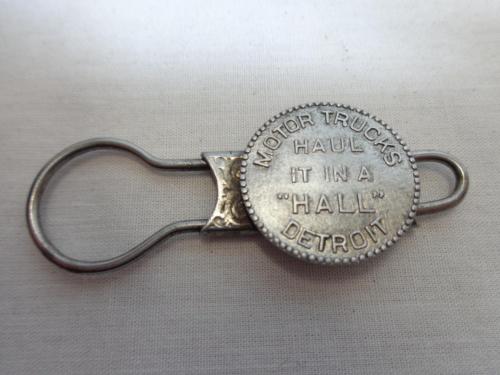 MOTOR TRUCKS
HAUL
IT IN A
"HALL"
DETROIT